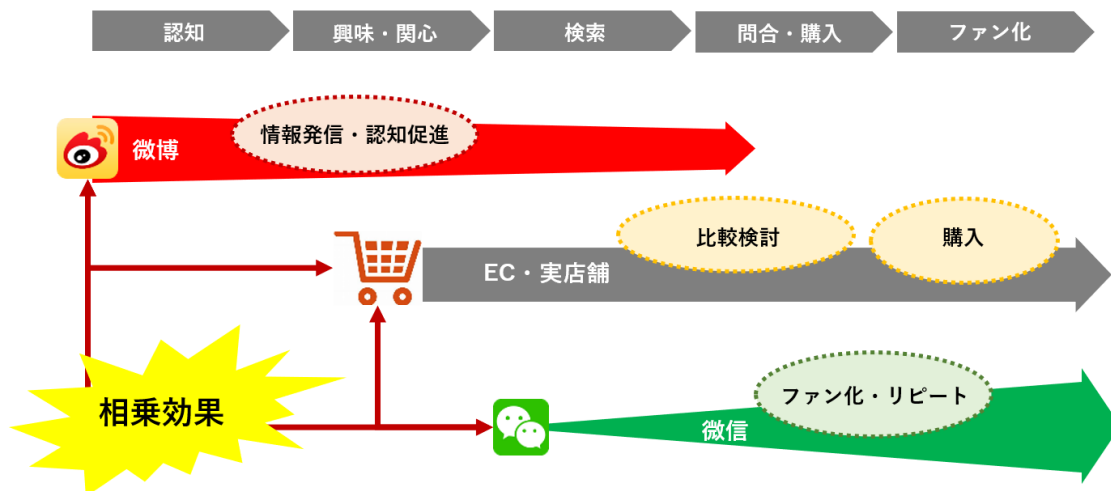 認知
興味・関心
検索
問合・購入
ファン化
情報発信・認知促進
微博
比較検討
購入
EC・実店舗
相乗効果
ファン化・リピート
微信